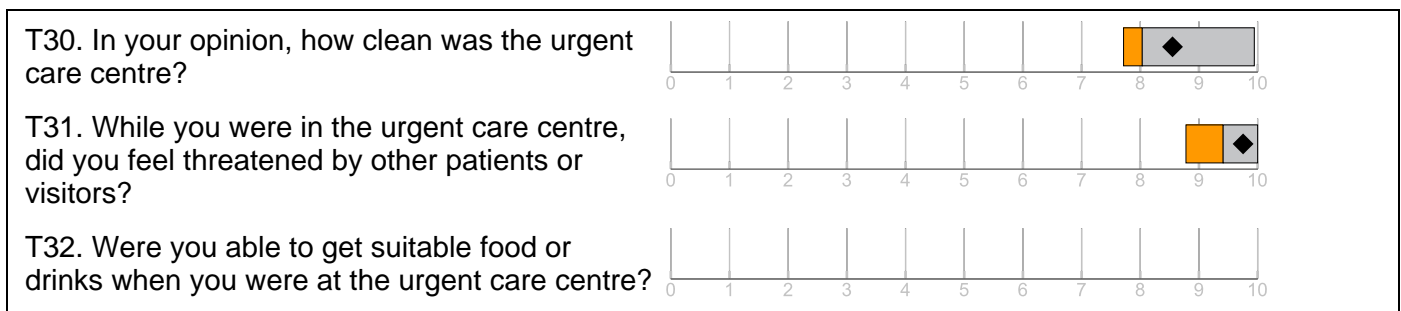 T30. In your opinion, how clean was the urgent
care centre?
0 1 2 3 4 5 6 7 8 9 10
T31. While you were in the urgent care centre,
did you feel threatened by other patients or
visitors?
0 1 2 3 4 5 6 7 8 9 10
T32. Were you able to get suitable food or
drinks when you were at the urgent care centre?
0 1 2 3 4 5 6 7 8 9 10